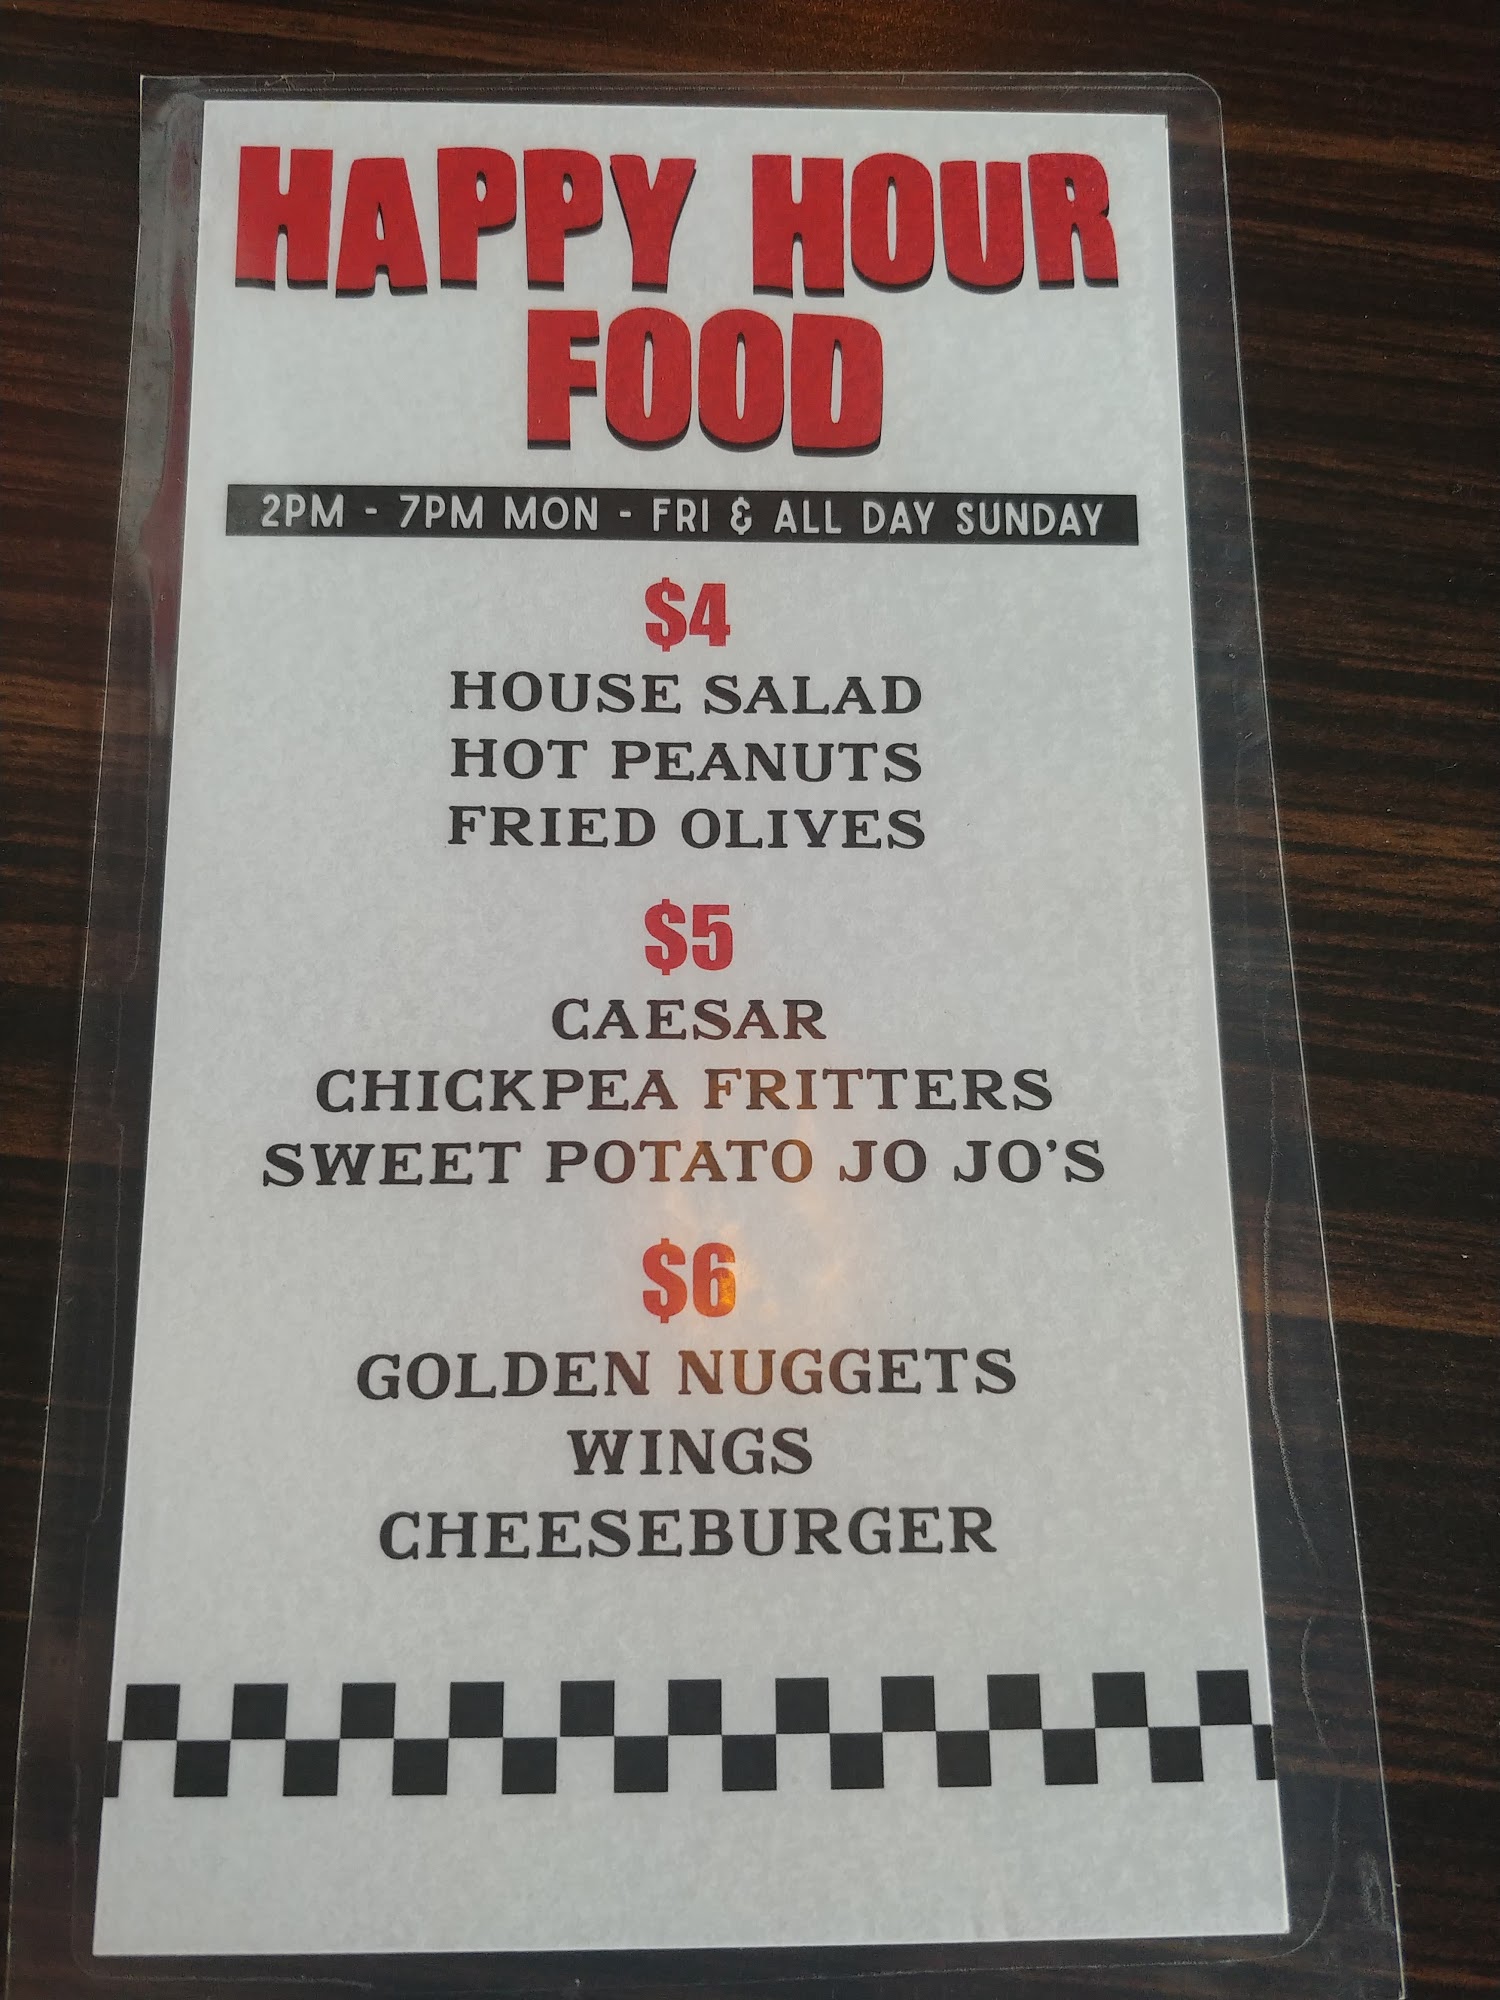 HAPPY HOUR
FOOD
2PM - 7PM MON - FRI & ALL DAY SUNDAY
$4
HOUSE SALAD
HOT PEANUTS
FRIED OLIVES
$5
CAESAR
CHICKPEA FRITTERS
SWEET POTATO JO JO'S
$6
GOLDEN NUGGETS
WINGS
CHEESEBURGER